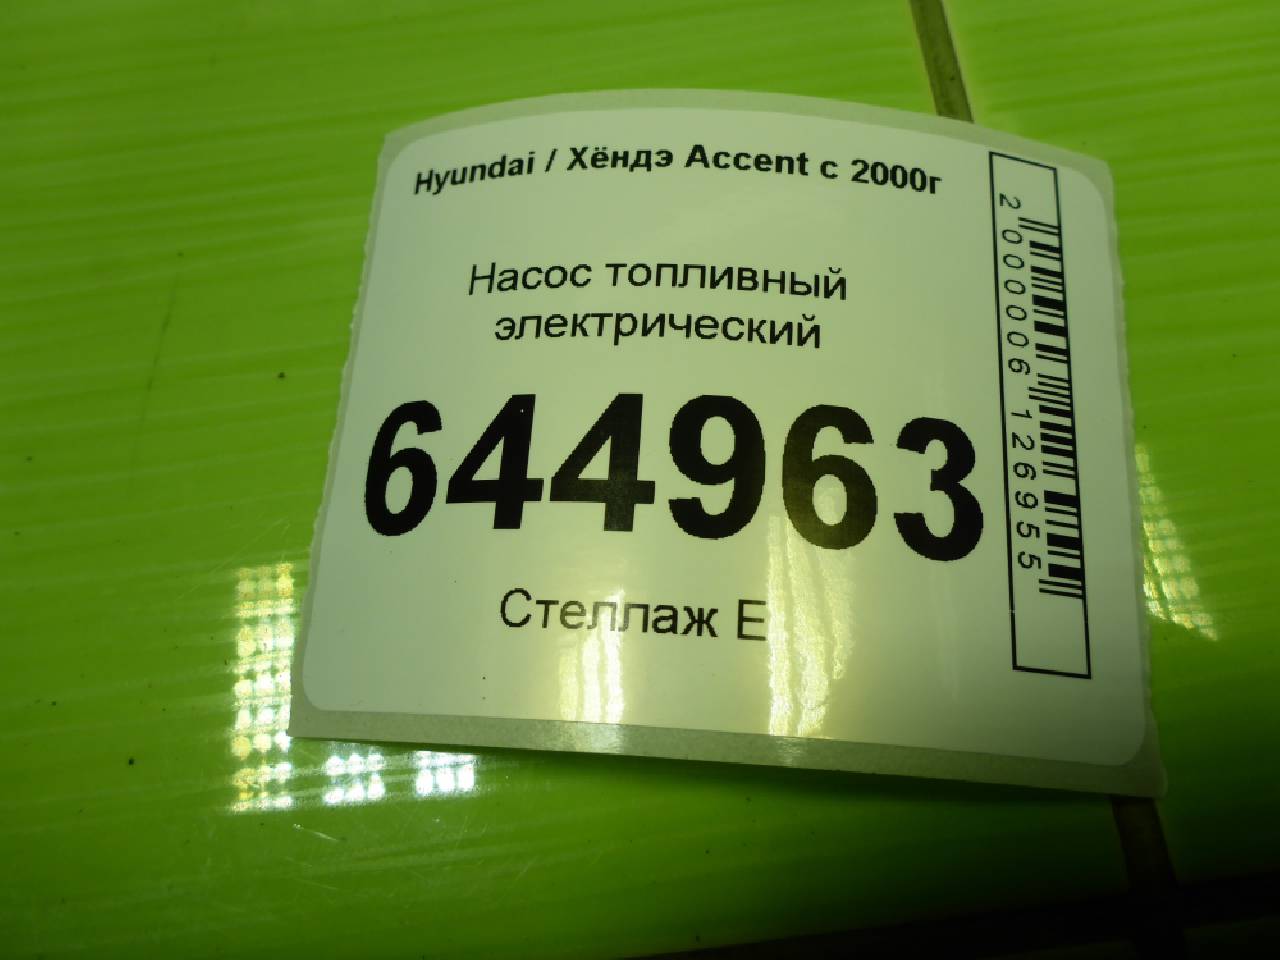 Hyundai / Хёндэ Accent с 2000г
Насос топливный
электрический
644963
Стеллаж Е
2000006126955